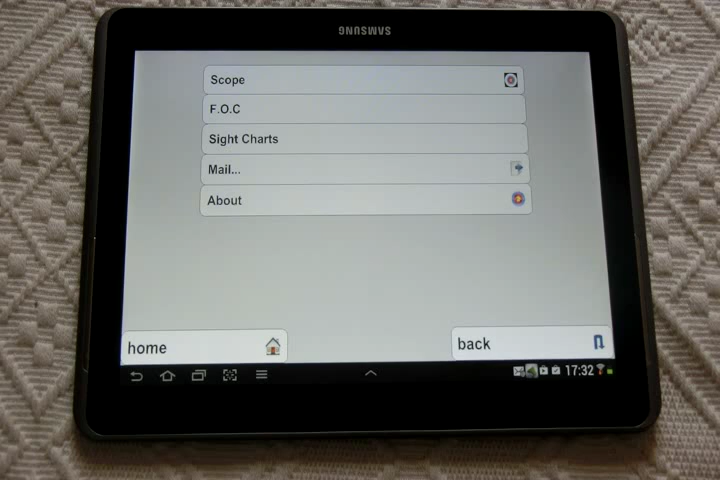 SAMSUNG
Scope
F.O.C
Sight Charts
Mail...
About
home
back
17:32